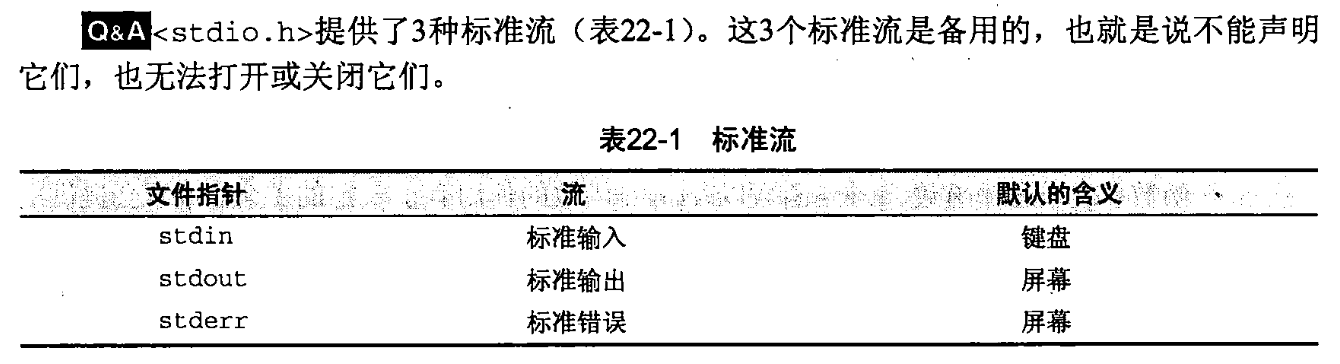 Q&A<stdio.h>提供了3种标准流（表22-1）。这3个标准流是备用的，也就是说不能声明
它们，也无法打开或关闭它们。
表22-1 标准流
文件指针 流 默认的含义
stdin 标准输入 键盘
stdout 标准输出 屏幕
stderr 标准错误 屏幕